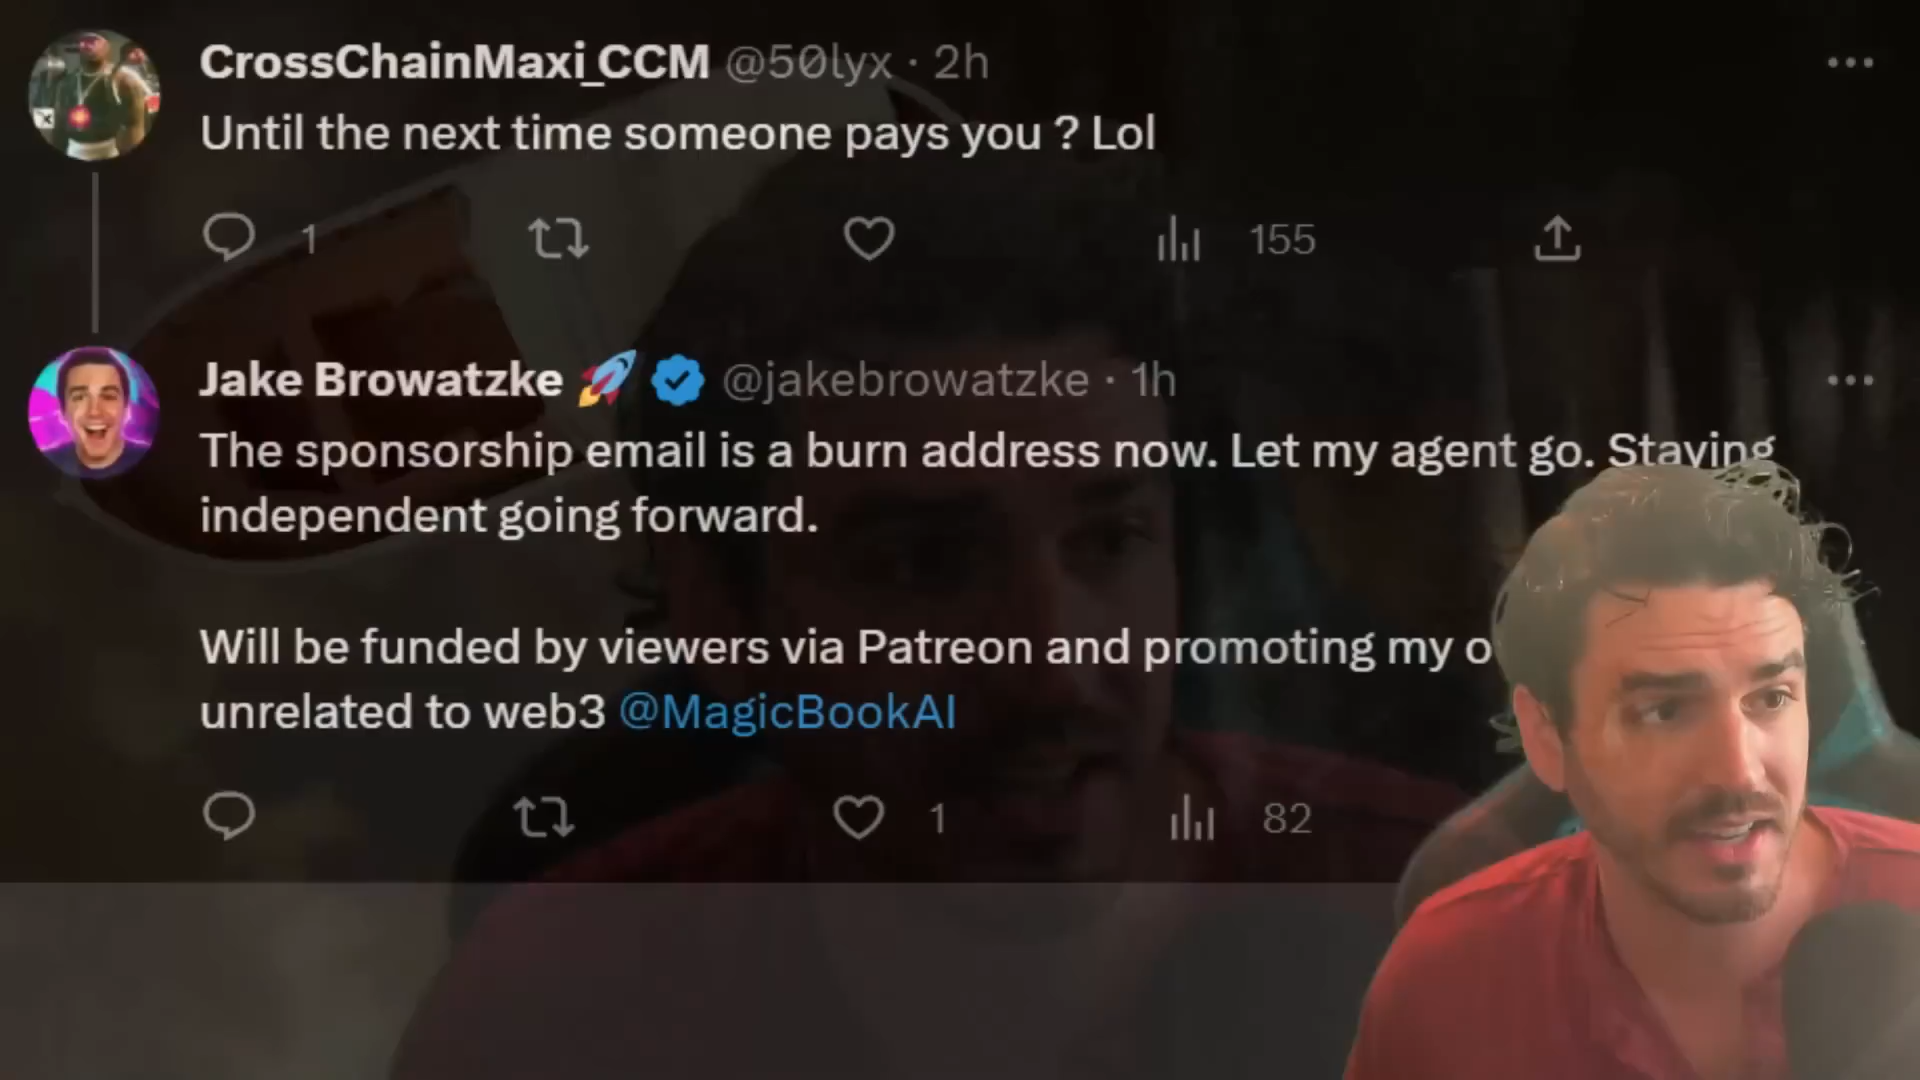 CrossChainMaxi_CCM @50lyx · 2h
Until the next time someone pays you ? Lol
1 155
Jake Browatzke 🚀 @jakebrowatzke · 1h
The sponsorship email is a burn address now. Let my agent go. Staying
independent going forward.
Will be funded by viewers via Patreon and promoting my
unrelated to web3 @MagicBookAI
1 82